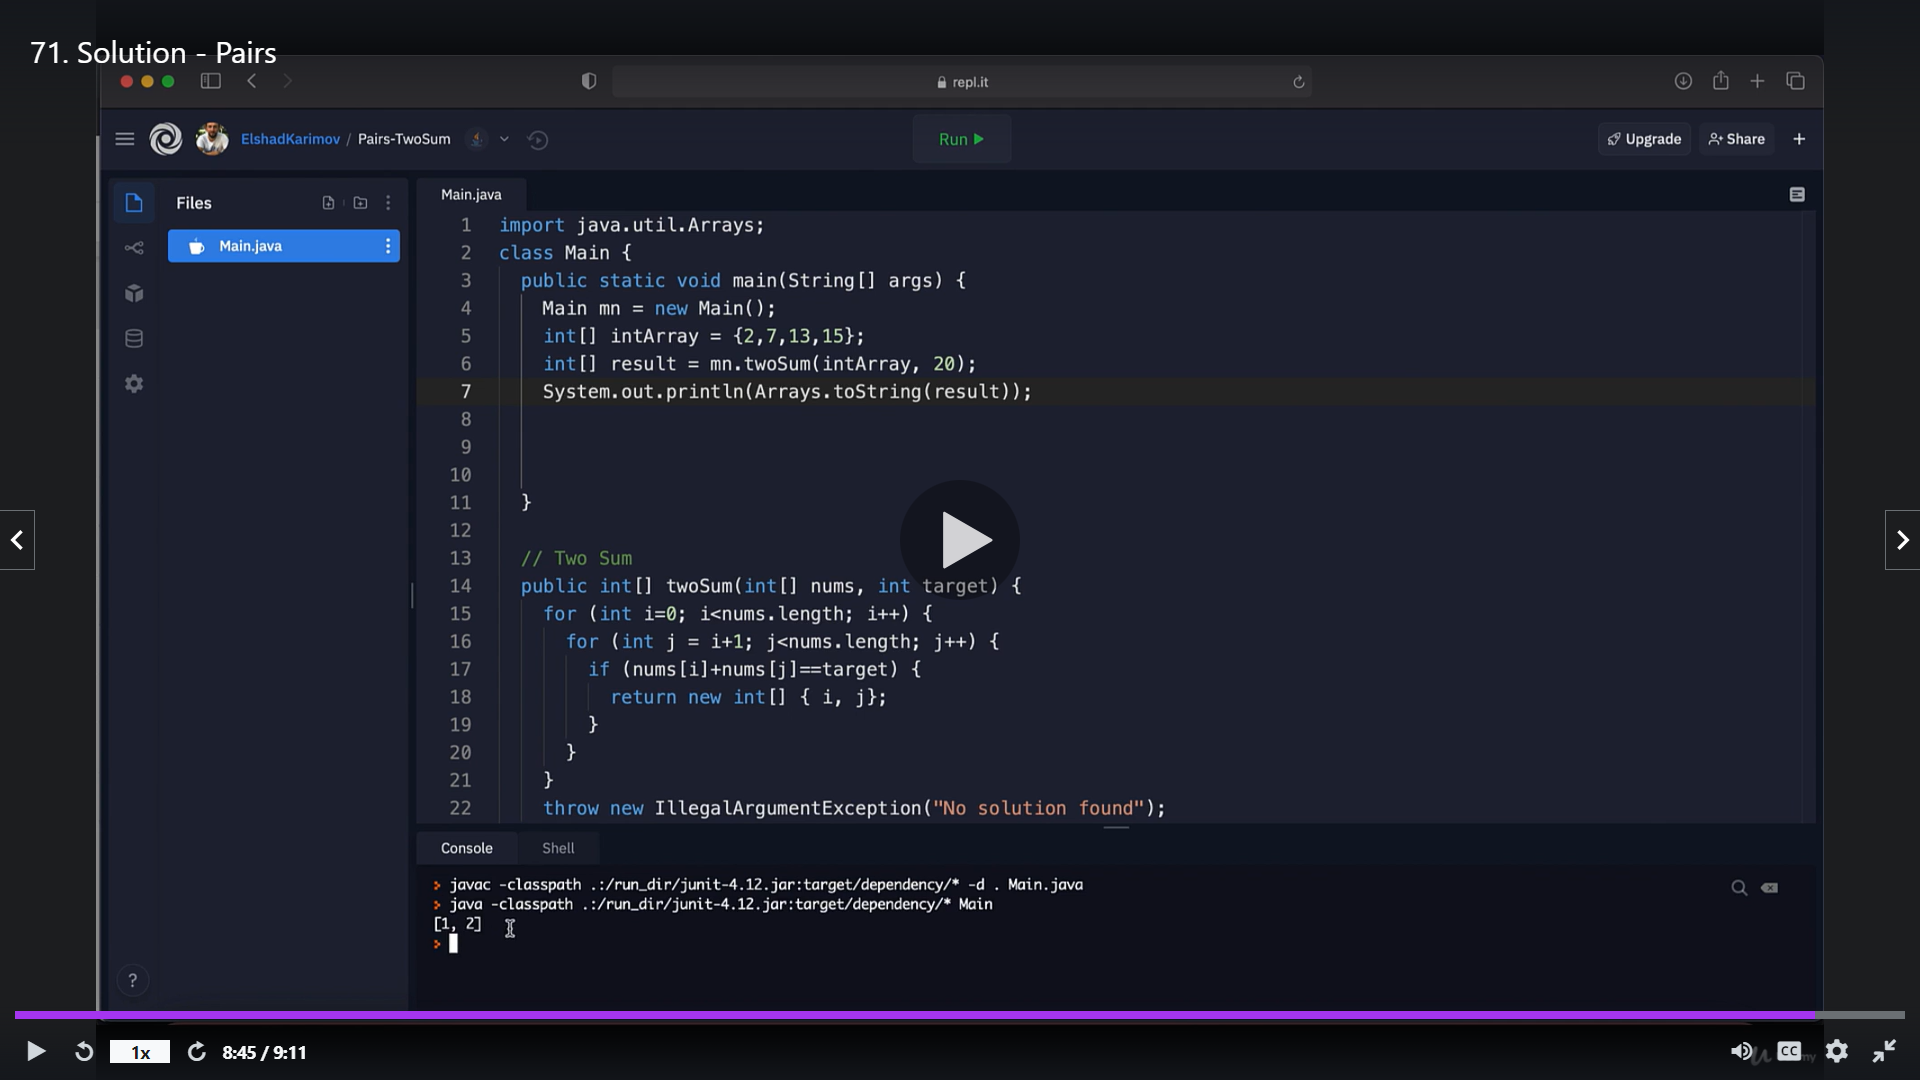 71. Solution - Pairs
repl.it
ElshadKarimov / Pairs-TwoSum
Run
Upgrade
Share
Files
Main.java
Main.java
1 import java.util.Arrays;
2 class Main {
3 public static void main(String[] args) {
4 Main mn = new Main();
5 int[] intArray = {2,7,13,15};
6 int[] result = mn.twoSum(intArray, 20);
7 System.out.println(Arrays.toString(result));
8
9
10
11 }
12
13 // Two Sum
14 public int[] twoSum(int[] nums, int target) {
15 for (int i=0; i<nums.length; i++) {
16 for (int j = i+1; j<nums.length; j++) {
17 if (nums[i]+nums[j]==target) {
18 return new int[] { i, j};
19 }
20 }
21 }
22 throw new IllegalArgumentException("No solution found");
Console Shell
javac -classpath .:/run_dir/junit-4.12.jar:target/dependency/* -d . Main.java
java -classpath .:/run_dir/junit-4.12.jar:target/dependency/* Main
[1, 2]
?
1x
8:45 / 9:11
CC